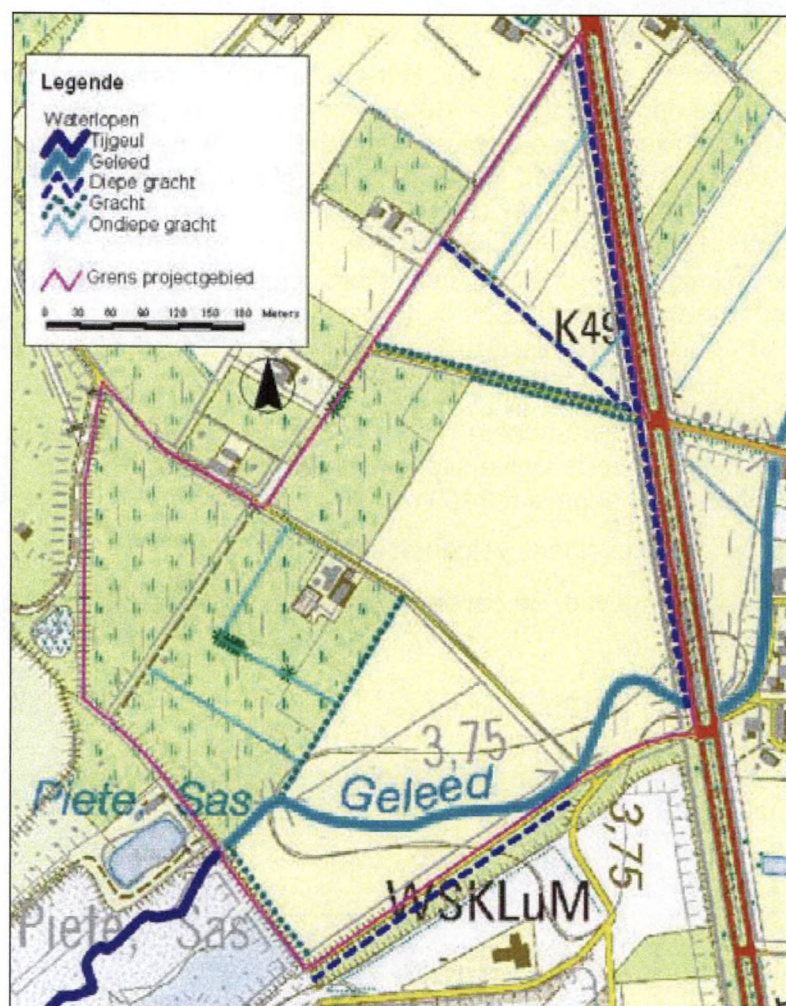 Legende
Waterlopen
Tijgeul
Geleed
Diepe gracht
Gracht
Ondiepe gracht
Grens projectgebied
0 30 60 90 120 150 180 Meters
K49
3,75
Piete, Sas Geleed
3,75
WSKLuM
Piete, Sas